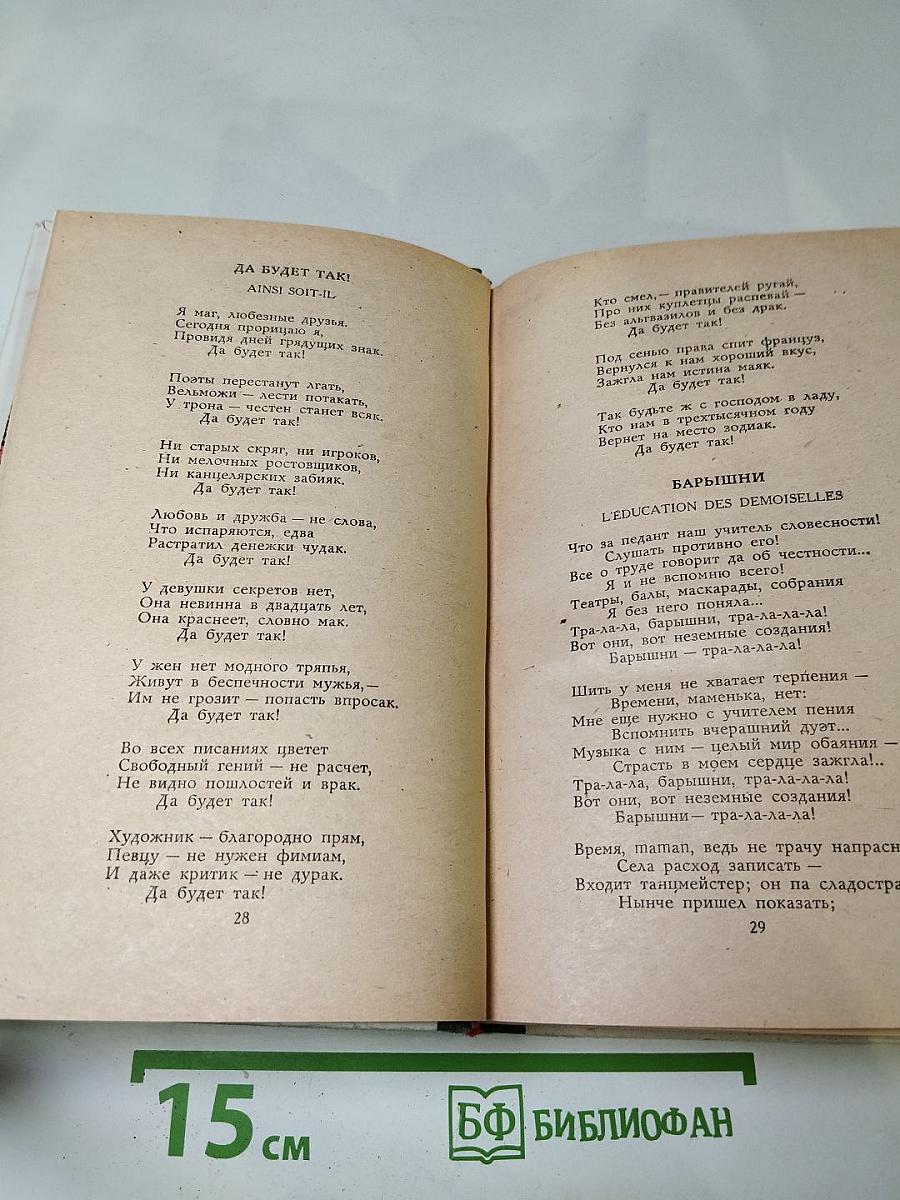 ДА БУДЕТ ТАК!
AINSI SOIT-IL
Я маг, любезные друзья.
Сегодня прорицаю я,
Провидя дней грядущих знак.
Да будет так!
Поэты перестанут лгать,
Вельможи — лести потакать,
У трона — честен станет всяк.
Да будет так!
Ни старых скряг, ни игроков,
Ни мелочных ростовщиков,
Ни канцелярских забияк.
Да будет так!
Любовь и дружба — не слова,
Что испаряются, едва
Растратил денежки чудак.
Да будет так!
У девушки секретов нет,
Она невинна в двадцать лет,
Она краснеет, словно мак.
Да будет так!
У жен нет модного тряпья,
Живут в беспечности мужья,—
Им не грозит — попасть впросак.
Да будет так!
Во всех писаниях цветет
Свободный гений — не расчет,
Не видно пошлостей и врак.
Да будет так!
Художник — благородно прям,
Певцу — не нужен фимиам,
И даже критик — не дурак.
Да будет так!
28
Кто смел,— правителей ругай,
Про них куплетцы распевай —
Без альгвазилов и без драк.
Да будет так!
Под сенью права спит француз,
Вернулся к нам хороший вкус,
Зажгла нам истина маяк.
Да будет так!
Так будьте ж с господом в ладу,
Кто нам в трехтысячном году
Вернет на место зодиак.
Да будет так!
БАРЫШНИ
L'EDUCATION DES DEMOISELLES
Что за педант наш учитель словесности!
Слушать противно его!
Все о труде говорит да об честности...
Я и не вспомню всего!
Театры, балы, маскарады, собрания
Я без него поняла...
Тра-ла-ла, барышни, тра-ла-ла-ла!
Вот они, вот неземные создания!
Барышни — тра-ла-ла-ла!
Шить у меня не хватает терпения —
Времени, маменька, нет:
Мне еще нужно с учителем пения
Вспомнить вчерашний дуэт...
Музыка с ним — целый мир обаяния —
Страсть в моем сердце зажгла!..
Тра-ла-ла, барышни, тра-ла-ла-ла!
Вот они, вот неземные создания!
Барышни— тра-ла-ла-ла!
Время, maman, ведь не трачу напрасн
Села расход записать —
Входит танцмейстер; он па сладостра
Нынче пришел показать;
29
15 см
БФ БИБЛИОФАН